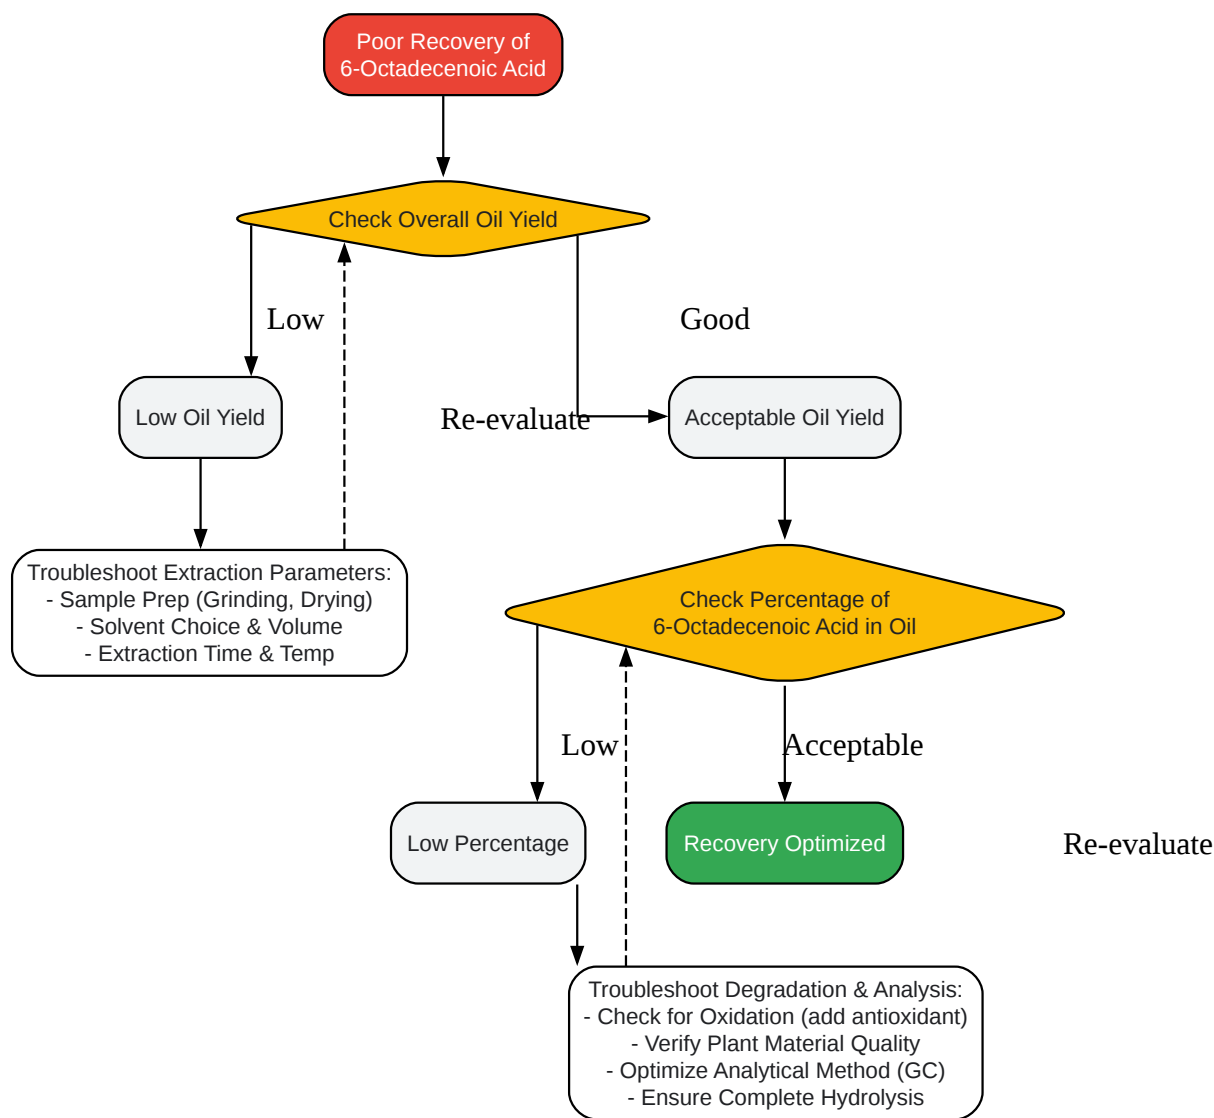 Poor Recovery of
6-Octadecenoic Acid
Check Overall Oil Yield
Low
Good
Low Oil Yield
Re-evaluate
Acceptable Oil Yield
Troubleshoot Extraction Parameters:
- Sample Prep (Grinding, Drying)
- Solvent Choice & Volume
- Extraction Time & Temp
Check Percentage of
6-Octadecenoic Acid in Oil
Low
Acceptable
Low Percentage
Recovery Optimized
Re-evaluate
Troubleshoot Degradation & Analysis:
- Check for Oxidation (add antioxidant)
- Verify Plant Material Quality
- Optimize Analytical Method (GC)
- Ensure Complete Hydrolysis